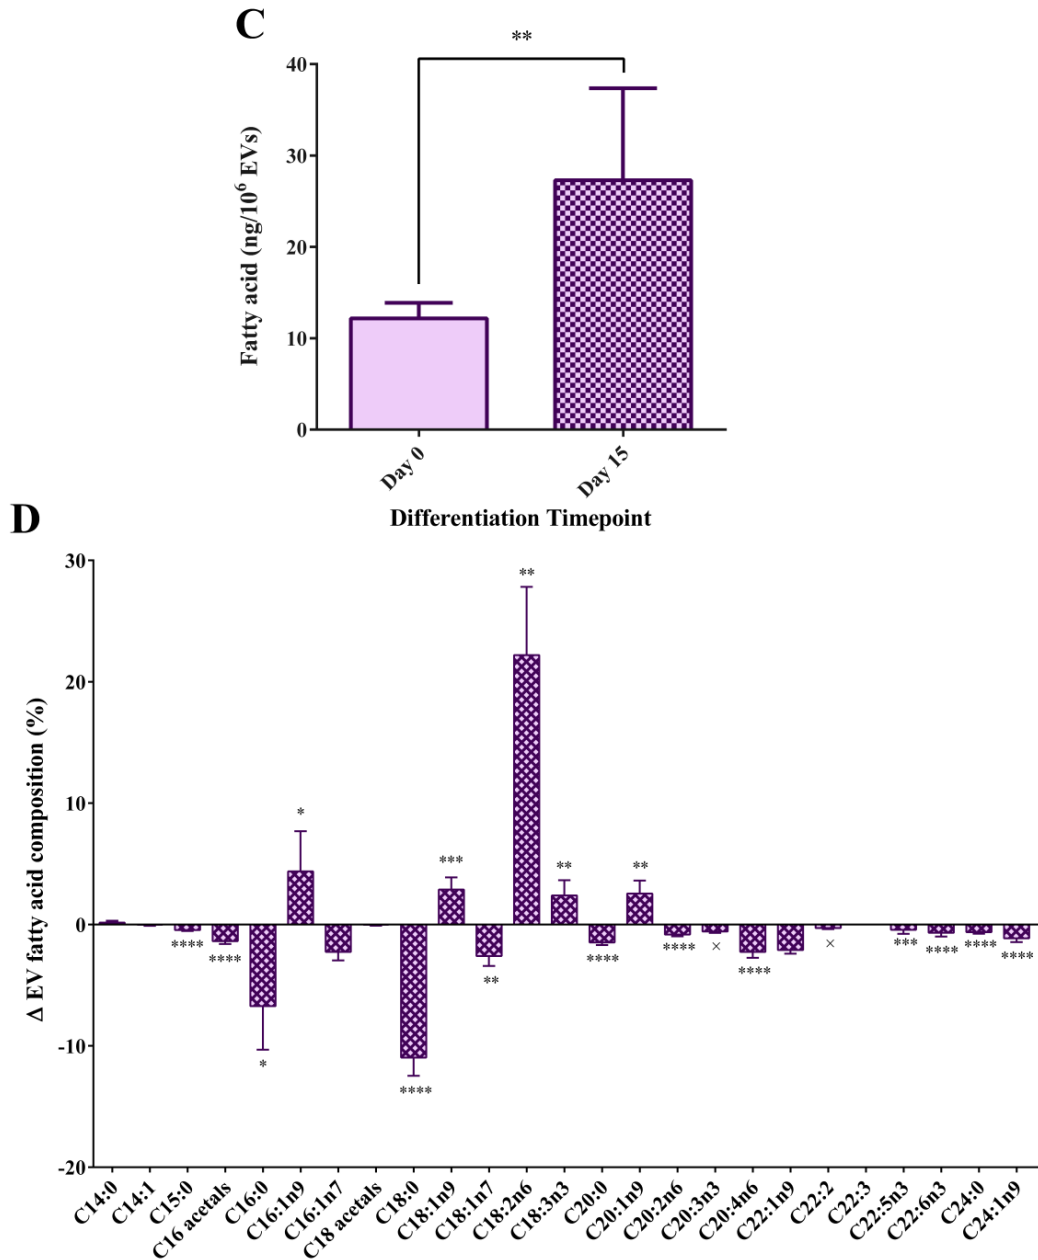 C
**
Fatty acid (ng/10⁶ EVs)
40
30
20
10
0
Day 0
Day 15
Differentiation Timepoint
D
Δ EV fatty acid composition (%)
30
20
10
0
-10
-20
****
****
*
*
****
***
**
**
**
****
**
****
×
****
×
***
****
****
****
C14:0
C14:1
C15:0
C16 acetals
C16:0
C16:1n9
C16:1n7
C18 acetals
C18:0
C18:1n9
C18:1n7
C18:2n6
C18:3n3
C20:0
C20:1n9
C20:2n6
C20:3n3
C20:4n6
C22:1n9
C22:2
C22:3
C22:5n3
C22:6n3
C24:0
C24:1n9